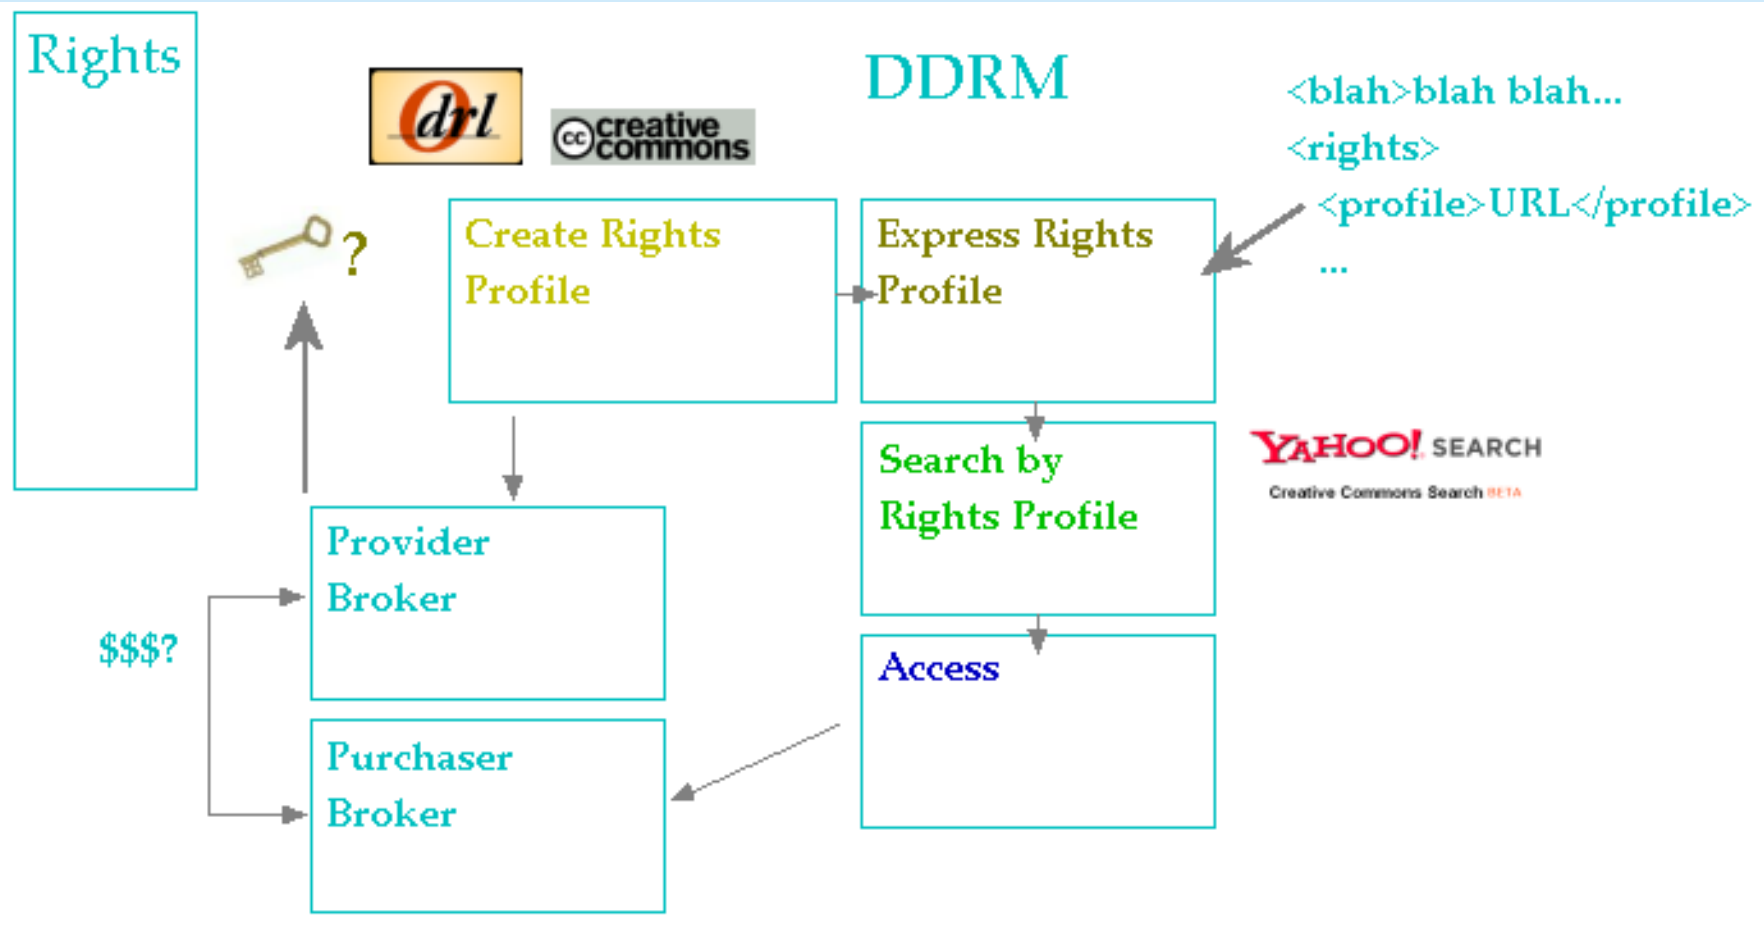 Rights
Odrl
cc creative
commons
DDRM
<blah>blah blah...
<rights>
<profile>URL</profile>
...
?
Create Rights
Profile
Express Rights
Profile
Search by
Rights Profile
YAHOO! SEARCH
Creative Commons Search BETA
Provider
Broker
$$$?
Access
Purchaser
Broker